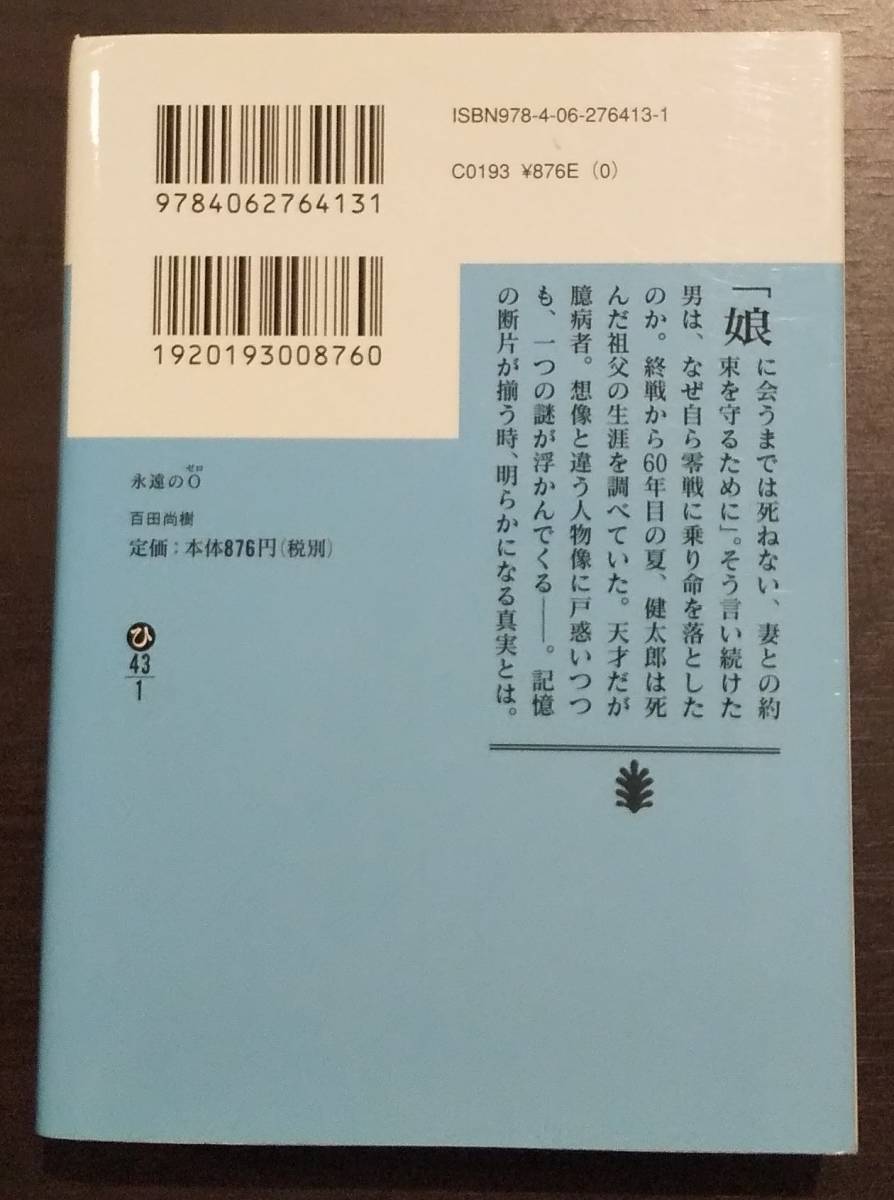 ISBN978-4-06-276413-1
C0193 ¥876E (0)
9784062764131
1920193008760
「娘に会うまでは死ねない、妻との約
束を守るために」。そう言い続けた
男は、なぜ自ら零戦に乗り命を落とした
のか。終戦から60年目の夏、健太郎は死
んだ祖父の生涯を調べていた。天才だが
臆病者。想像と違う人物像に戸惑いつつ
も、一つの謎が浮かんでくる――。記憶
の断片が揃う時、明らかになる真実とは。
ゼロ
永遠の0
百田尚樹
定価:本体876円(税別)
ひ
43
1